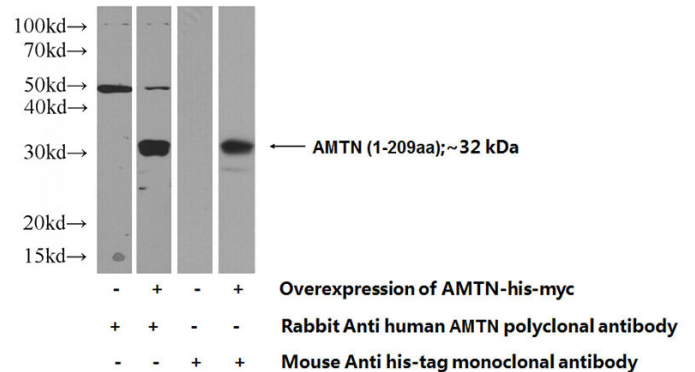 100kd→
70kd→
50kd→
40kd→
30kd→
← AMTN (1-209aa);~32 kDa
20kd→
15kd→
- + - + Overexpression of AMTN-his-myc
+ + - - Rabbit Anti human AMTN polyclonal antibody
- - + + Mouse Anti his-tag monoclonal antibody